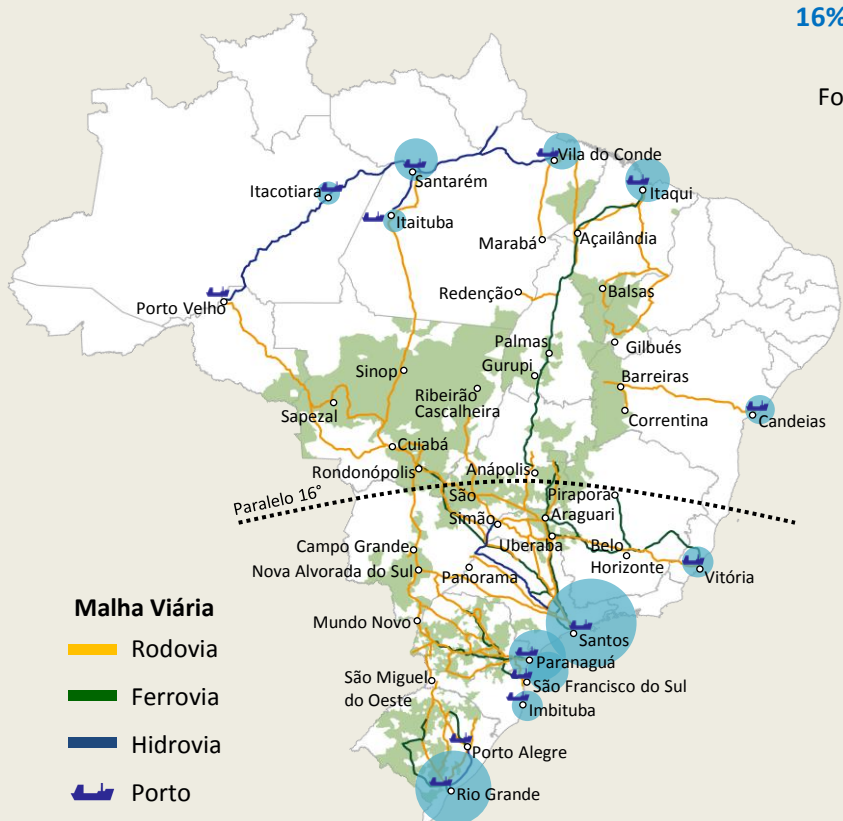 16%
Fo
Vila do Conde
Santarém
Itacotiara
Itaqui
Itaituba
Marabá
Açailândia
Redenção
Balsas
Porto Velho
Palmas
Gilbués
Gurupi
Sinop
Barreiras
Ribeirão
Cascalheira
Sapezal
Correntina
Candeias
Cuiabá
Rondonópolis
Anápolis
Paralelo 16°
São
Simão
Pirapora
Araguari
Uberaba
Belo
Horizonte
Campo Grande
Nova Alvorada do Sul
Panorama
Vitória
Malha Viária
Rodovia
Ferrovia
Hidrovia
Porto
Mundo Novo
Santos
Paranaguá
São Miguel
do Oeste
São Francisco do Sul
Imbituba
Porto Alegre
Rio Grande